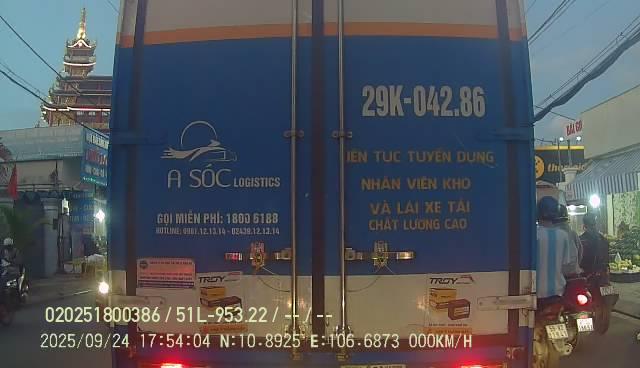 29K-042.86
A SÓC LOGISTICS
GỌI MIỄN PHÍ: 1800 6188
HOTLINE: 0981.12.13.14 - 02439.12.13.14
IÊN TỤC TUYỂN DỤNG
NHÂN VIÊN KHO
VÀ LÁI XE TẢI
CHẤT LƯỢNG CAO
TROY
TROY
020251800386 / 51L-953.22 / -- / --
2025/09/24 17:54:04 N:10.8925 E:106.6873 000KM/H